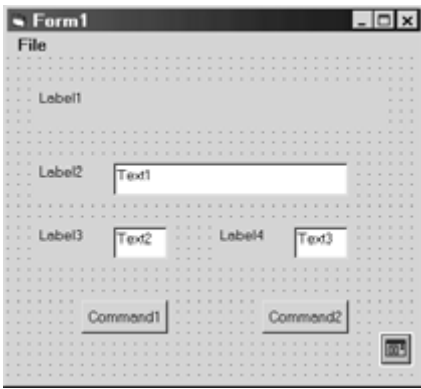 Form1
File
Label1
Label2 Text1
Label3 Text2 Label4 Text3
Command1 Command2